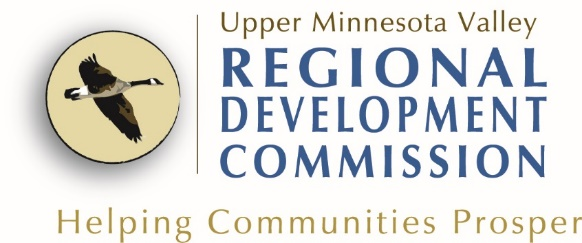 Upper Minnesota Valley
REGIONAL
DEVELOPMENT
COMMISSION
Helping Communities Prosper